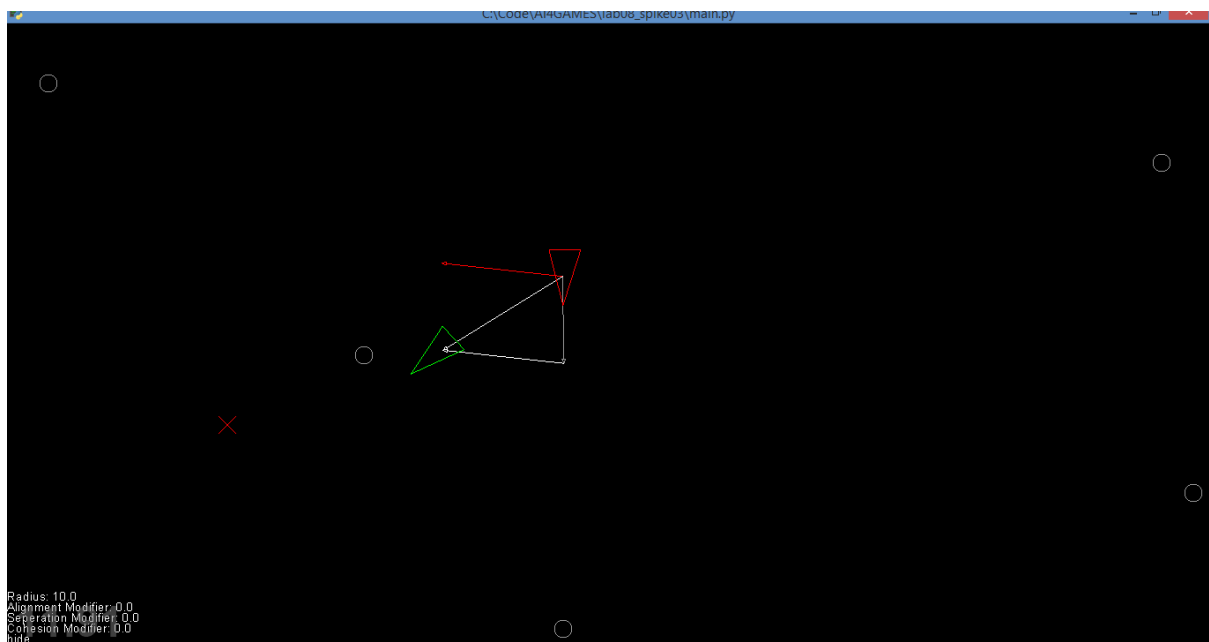 C:\Code\AI4GAMES\lab08_spike03\main.py
Radius: 10.0
Alignment Modifier: 0.0
Seperation Modifier: 0.0
Cohesion Modifier: 0.0
hide